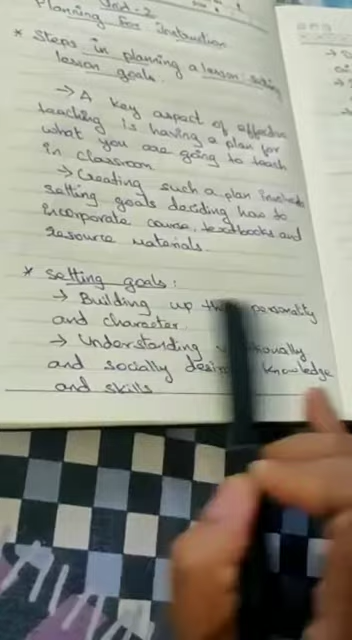 Unit-2
Planning For Instruction
* Steps in planning a lesson: Setting
lesson goals.
→ A key aspect of effective
teaching is having a plan for
what you are going to teach
in classroom
→ Creating such a plan involves
setting goals deciding how to
incorporate course, textbooks and
resource materials.
* Setting goals:
→ Building up personality
and character
→ Understanding
and socially knowledge
and skills